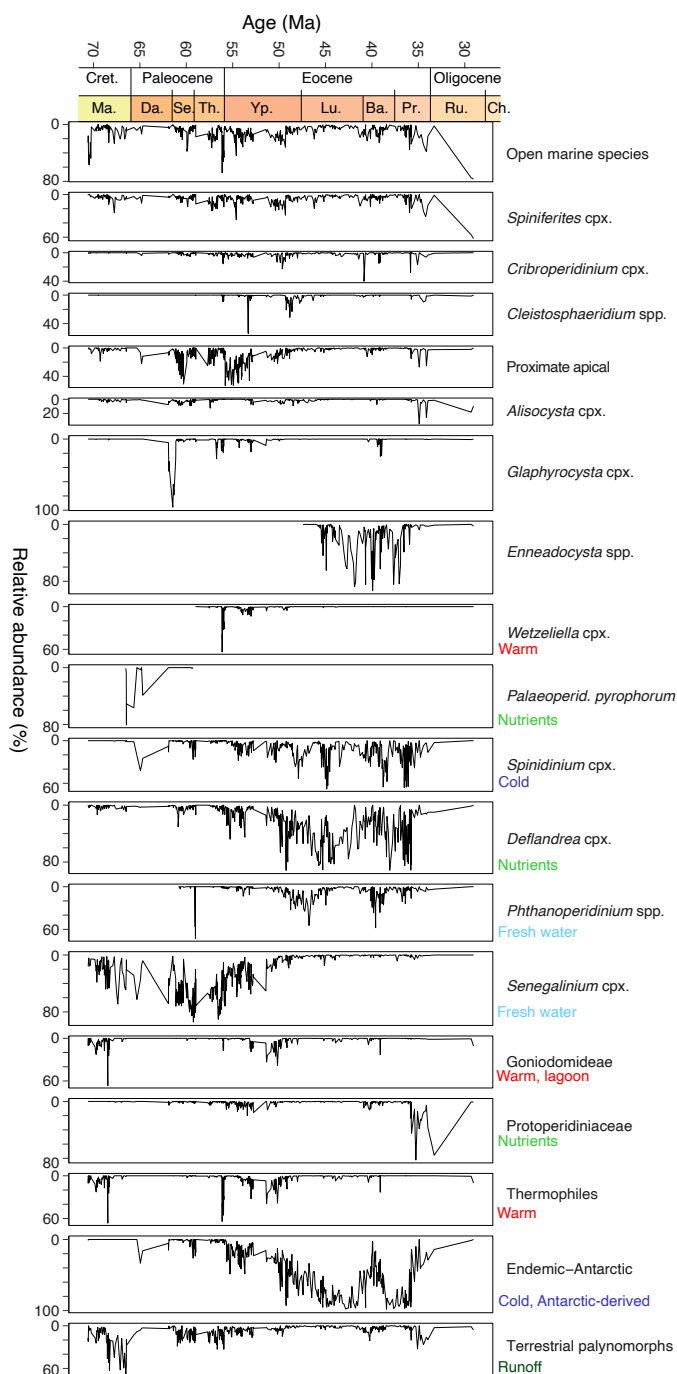 Age (Ma)
70 65 60 55 50 45 40 35 30
Cret. Paleocene Eocene Oligocene
Ma. Da. Se. Th. Yp. Lu. Ba. Pr. Ru. Ch.
Relative abundance (%)
0
80
Open marine species
0
60
Spiniferites cpx.
0
40
Cribroperidinium cpx.
0
40
Cleistosphaeridium spp.
0
40
Proximate apical
0
20
Alisocysta cpx.
0
100
Glaphyrocysta cpx.
0
80
Enneadocysta spp.
0
60
Wetzeliella cpx.
Warm
0
80
Palaeoperid. pyrophorum
Nutrients
0
60
Spinidinium cpx.
Cold
0
80
Deflandrea cpx.
Nutrients
0
60
Phthanoperidinium spp.
Fresh water
0
80
Senegalinium cpx.
Fresh water
0
60
Goniodomideae
Warm, lagoon
0
80
Protoperidiniaceae
Nutrients
0
60
Thermophiles
Warm
0
100
Endemic–Antarctic
Cold, Antarctic-derived
0
60
Terrestrial palynomorphs
Runoff